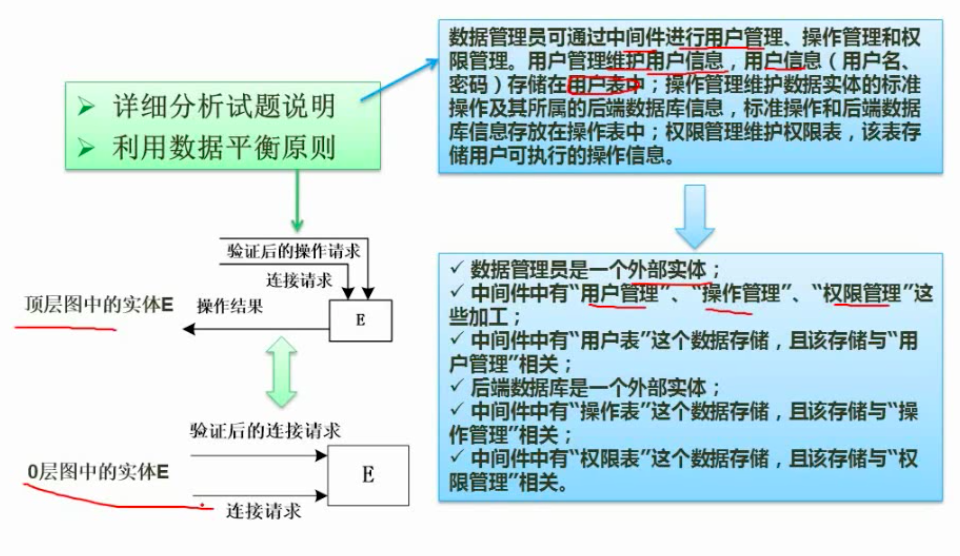 ➢ 详细分析试题说明
➢ 利用数据平衡原则
数据管理员可通过中间件进行用户管理、操作管理和权
限管理。用户管理维护用户信息，用户信息（用户名、
密码）存储在用户表中；操作管理维护数据实体的标准
操作及其所属的后端数据库信息，标准操作和后端数据
库信息存放在操作表中；权限管理维护权限表，该表存
储用户可执行的操作信息。
验证后的操作请求
连接请求
顶层图中的实体E
操作结果
E
验证后的连接请求
0层图中的实体E
E
连接请求
✓ 数据管理员是一个外部实体；
✓ 中间件中有“用户管理”、“操作管理”、“权限管理”这
些加工；
✓ 中间件中有“用户表”这个数据存储，且该存储与“用
户管理”相关；
✓ 后端数据库是一个外部实体；
✓ 中间件中有“操作表”这个数据存储，且该存储与“操
作管理”相关；
✓ 中间件中有“权限表”这个数据存储，且该存储与“权
限管理”相关。